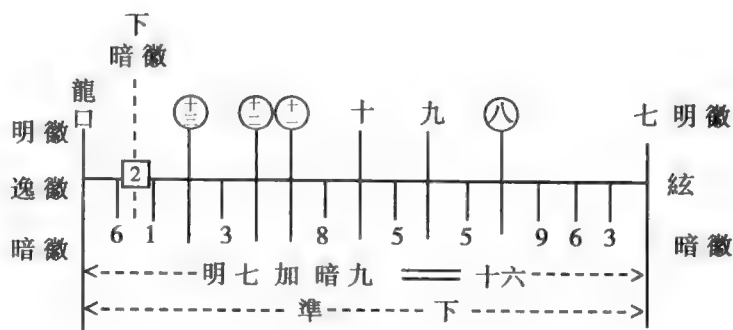 下
暗徽
龍口 十三 十二 十一 十 九 八 七
明徽 明徽
逸徽 2 絃
暗徽 6 1 3 8 5 5 9 6 3 暗徽
明七加暗九 十六
準 下